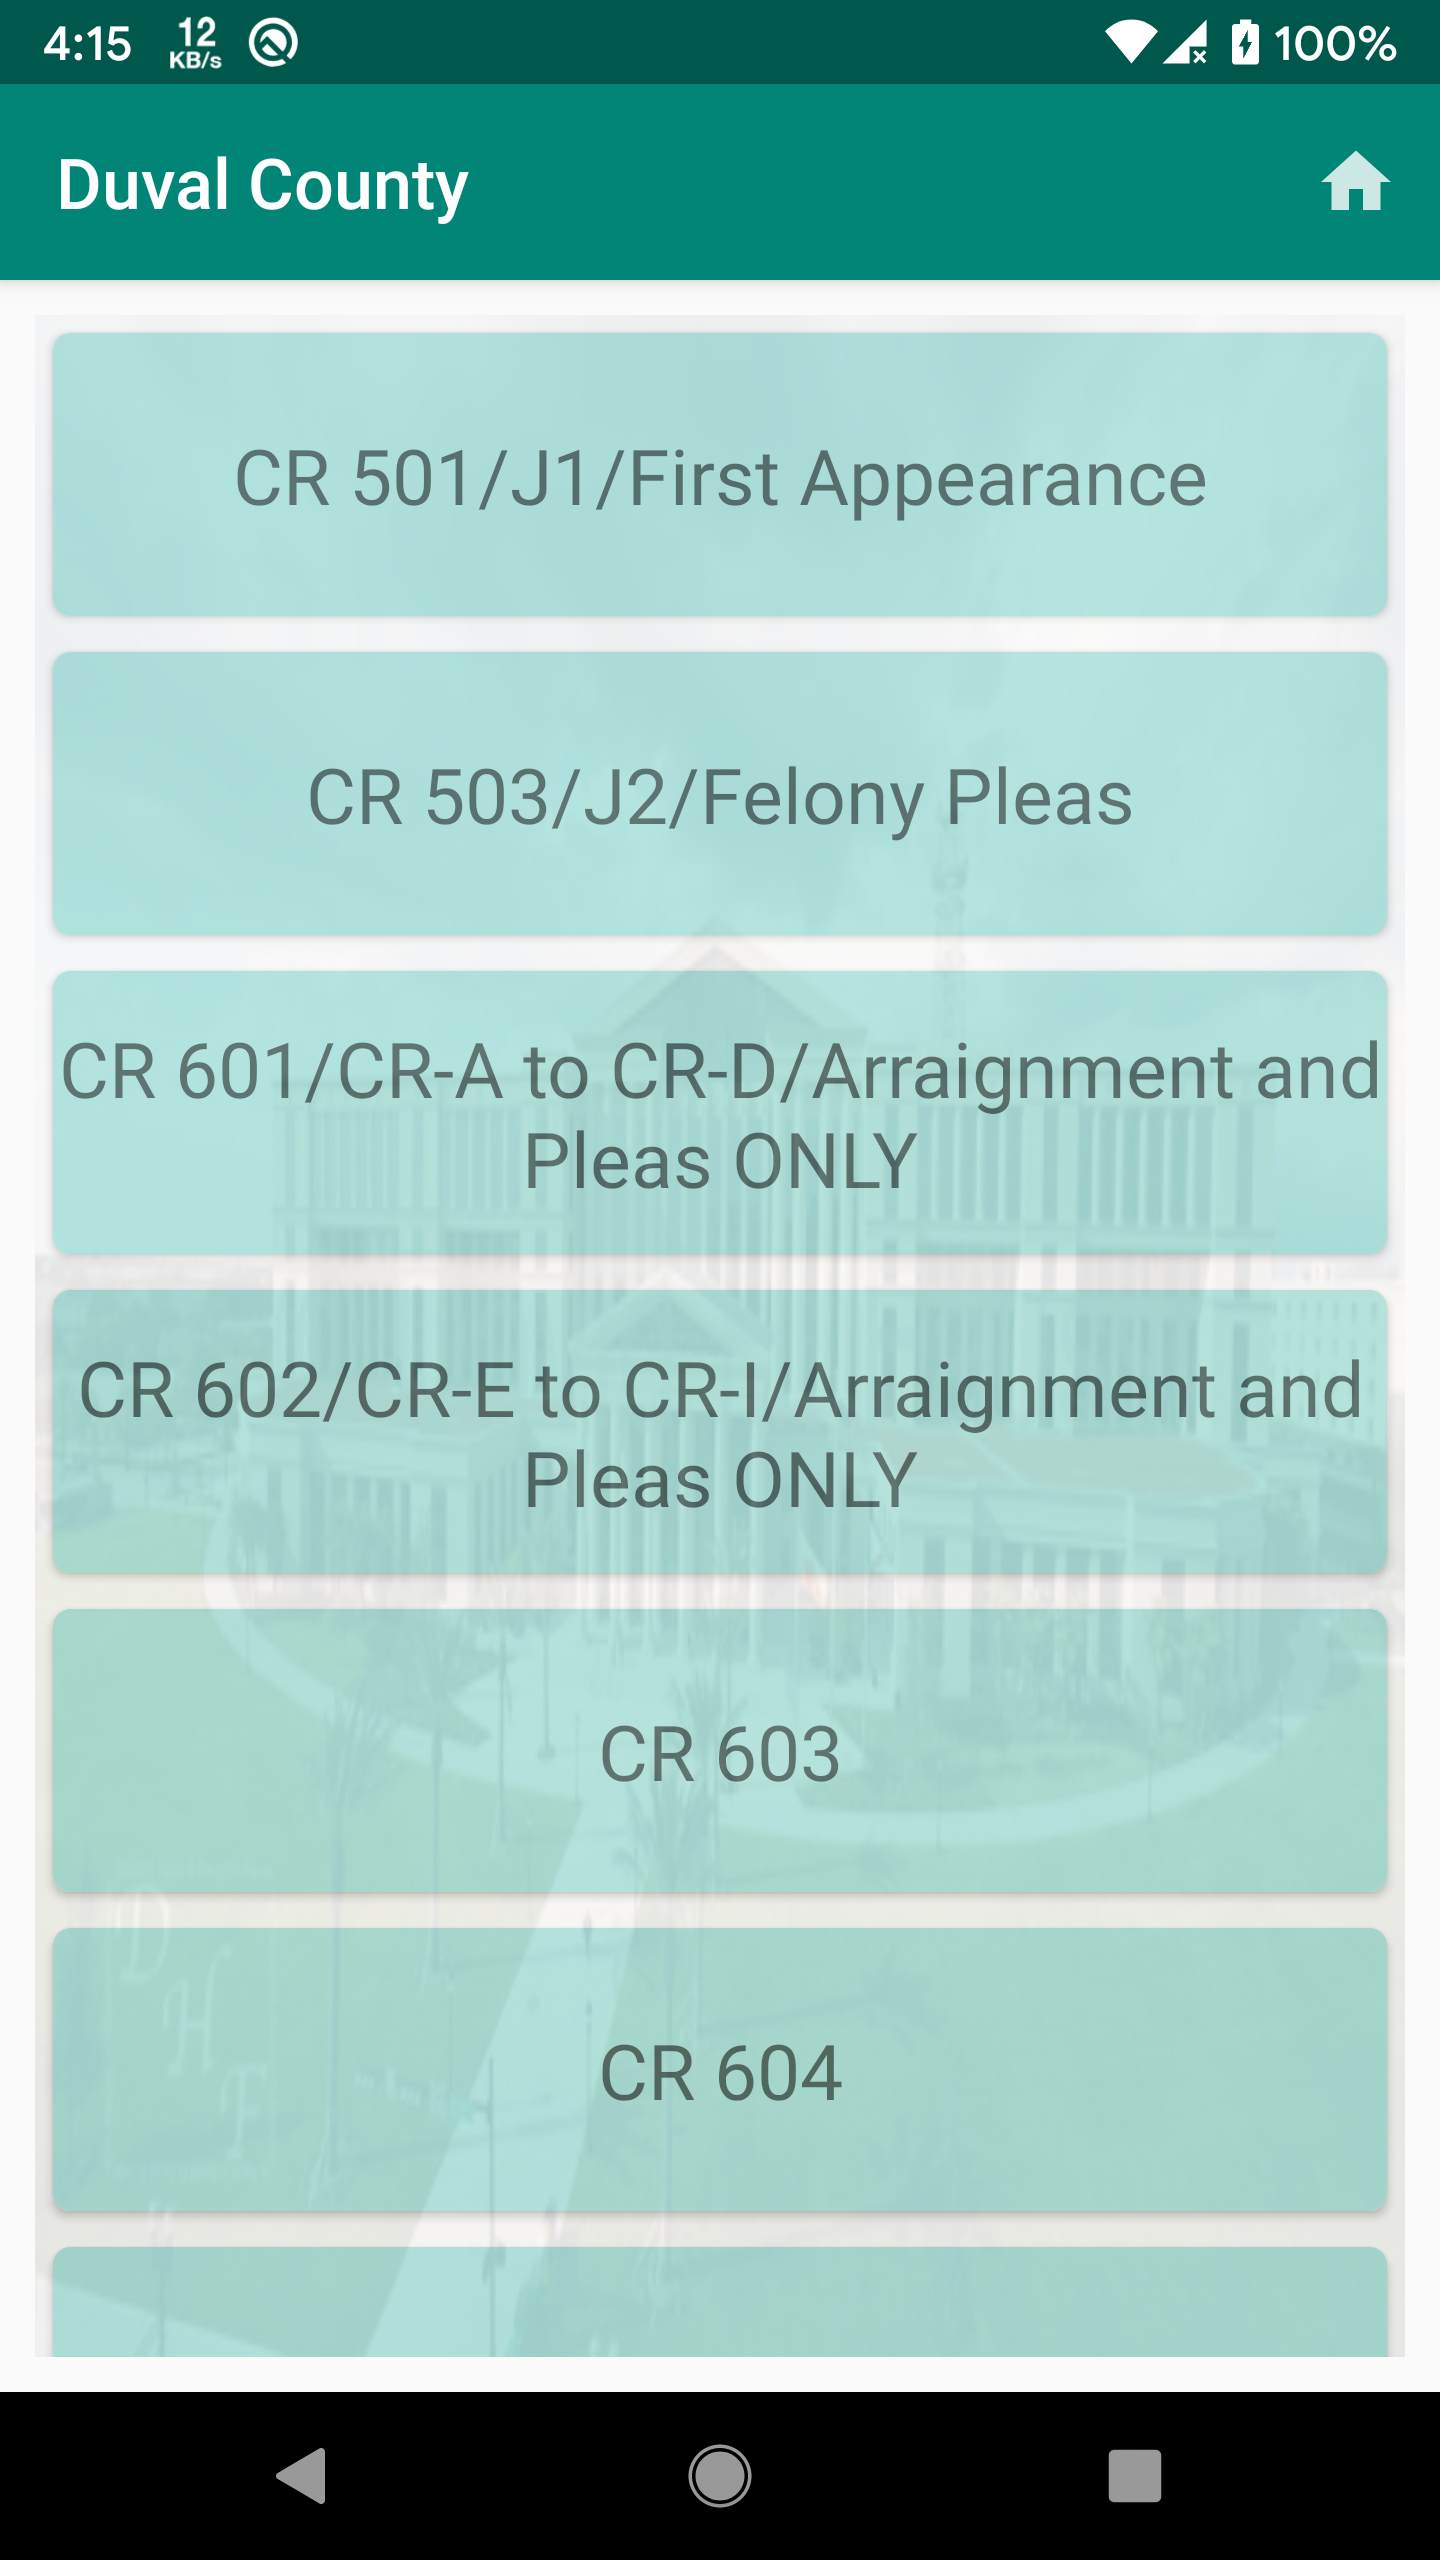 4:15
12
KB/s
100%
Duval County
CR 501/J1/First Appearance
CR 503/J2/Felony Pleas
CR 601/CR-A to CR-D/Arraignment and
Pleas ONLY
CR 602/CR-E to CR-I/Arraignment and
Pleas ONLY
CR 603
CR 604
D
H
F